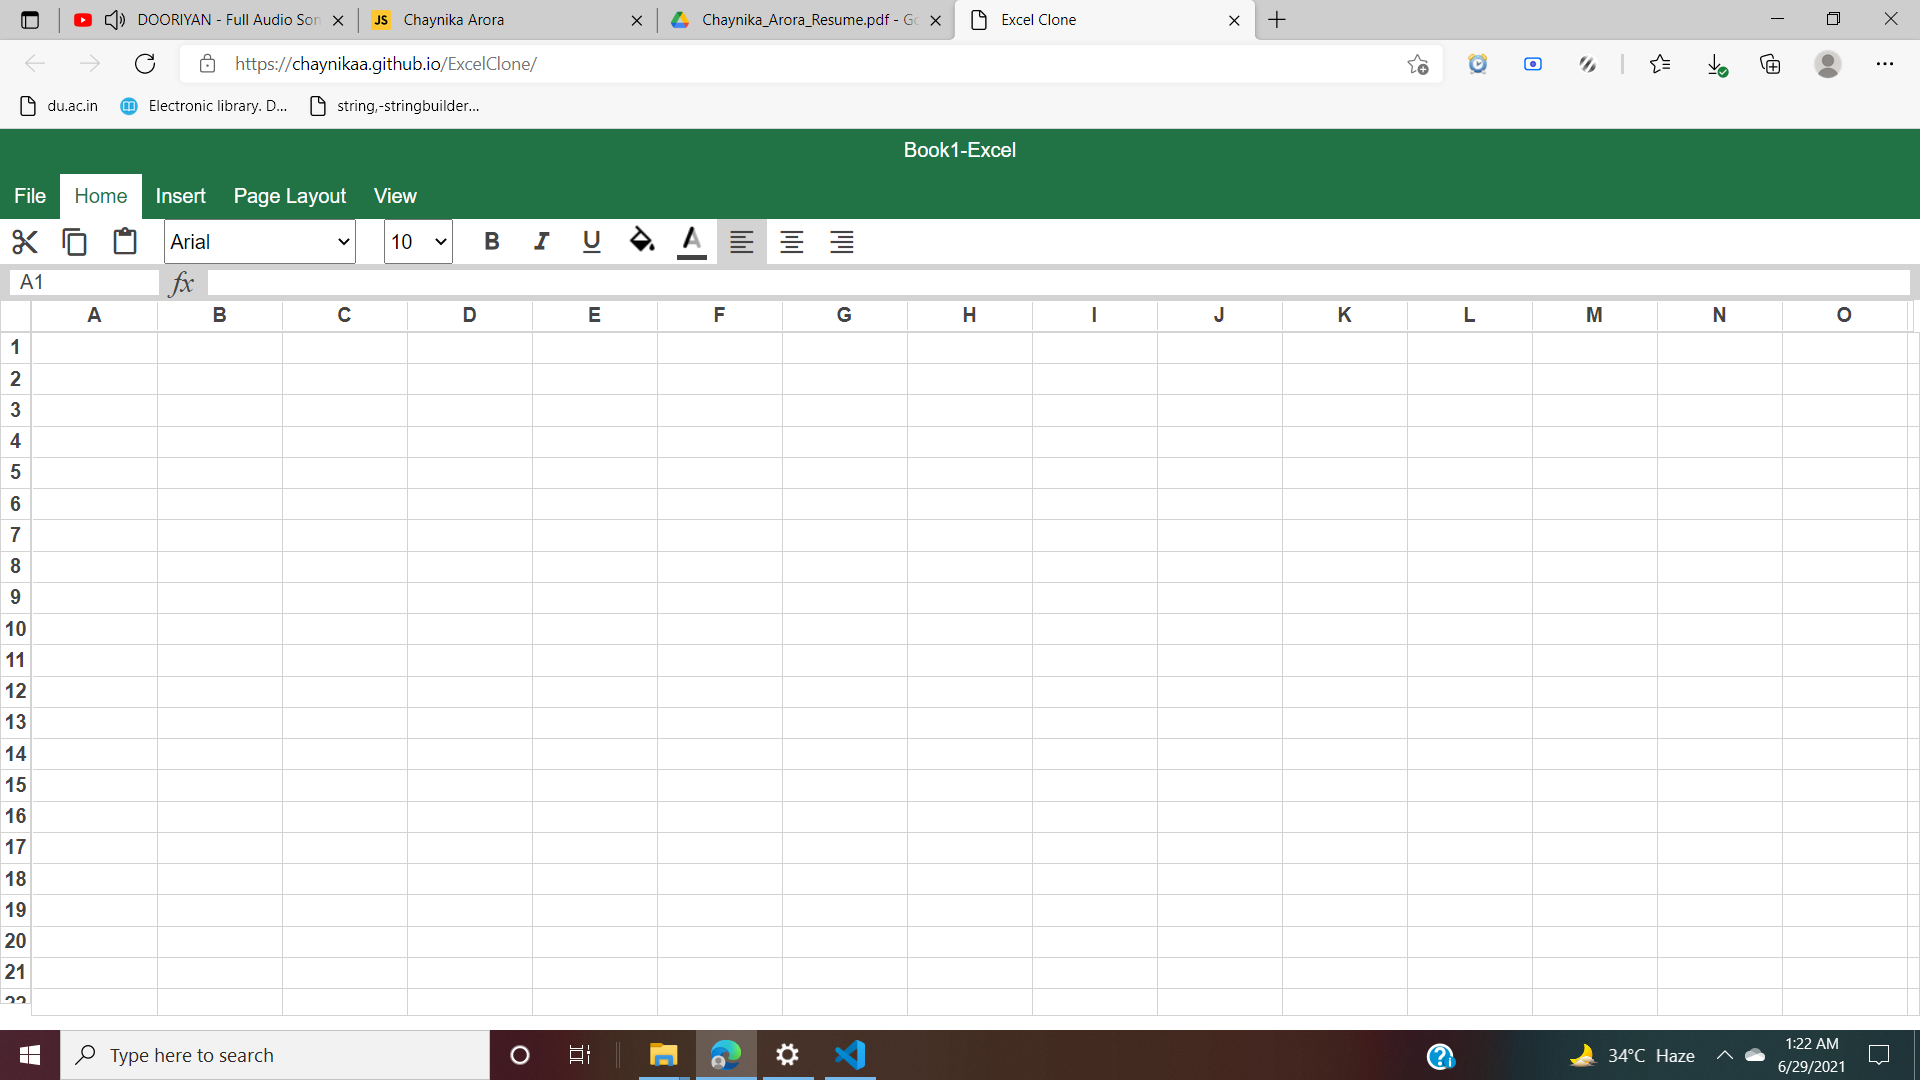 DOORIYAN - Full Audio Son
JS Chaynika Arora
Chaynika_Arora_Resume.pdf - Go
Excel Clone
https://chaynikaa.github.io/ExcelClone/
du.ac.in Electronic library. D... string,-stringbuilder...
Book1-Excel
File Home Insert Page Layout View
Arial 10 B I U A
A1 fx
A B C D E F G H I J K L M N O
1
2
3
4
5
6
7
8
9
10
11
12
13
14
15
16
17
18
19
20
21
22
Type here to search
34°C Haze
1:22 AM
6/29/2021